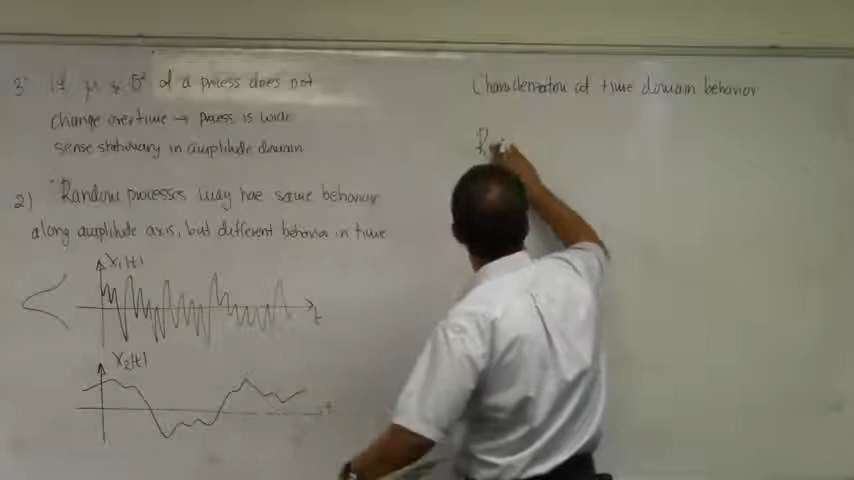 3) If μ & σ² of a process does not
change over time → process is wide
sense stationary in amplitude domain
2) Random processes may have same behavior
along amplitude axis, but different behavior in time
X₁(t)
t
X₂(t)
t
Characterization of time domain behavior
R